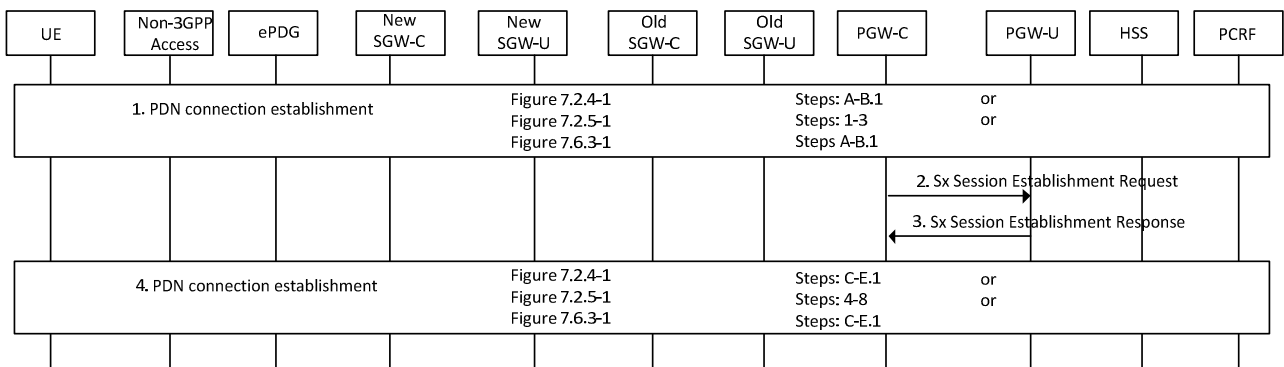 UE
Non-3GPP
Access
ePDG
New
SGW-C
New
SGW-U
Old
SGW-C
Old
SGW-U
PGW-C
PGW-U
HSS
PCRF
1. PDN connection establishment
Figure 7.2.4-1 Steps: A-B.1 or
Figure 7.2.5-1 Steps: 1-3 or
Figure 7.6.3-1 Steps A-B.1
2. Sx Session Establishment Request
3. Sx Session Establishment Response
4. PDN connection establishment
Figure 7.2.4-1 Steps: C-E.1 or
Figure 7.2.5-1 Steps: 4-8 or
Figure 7.6.3-1 Steps: C-E.1